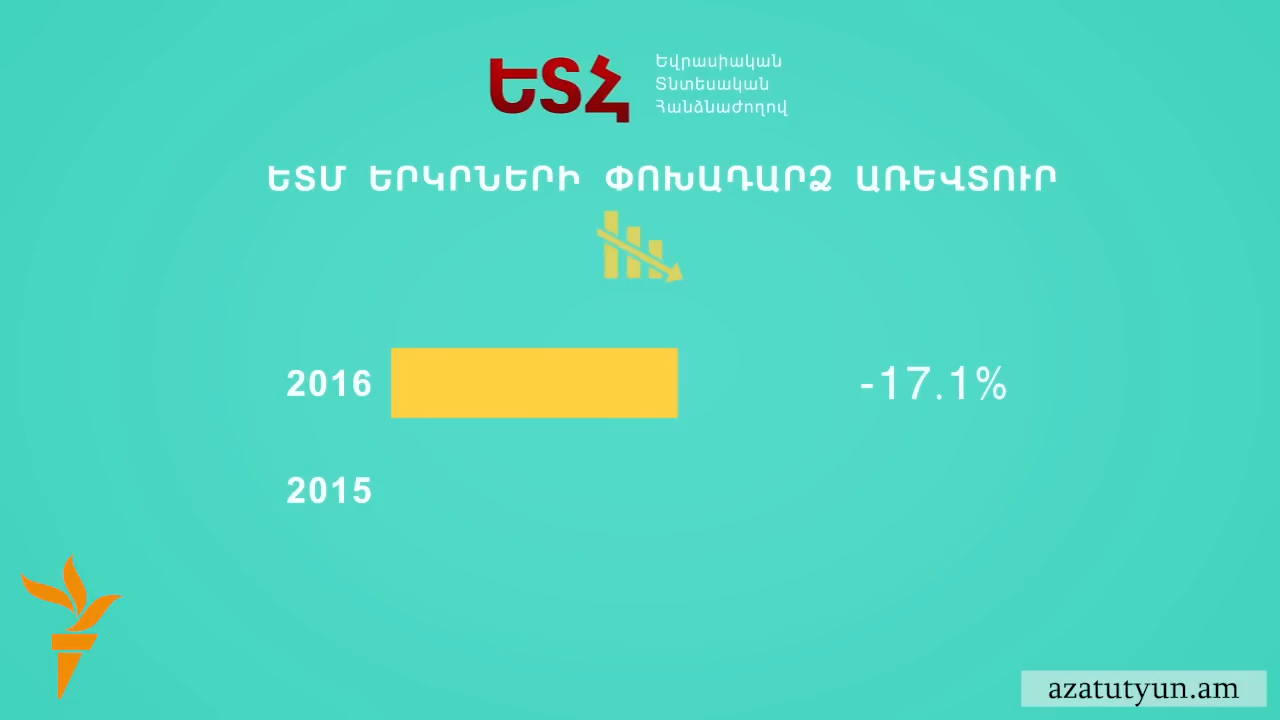 ԵՏՀ
Եվրասիական
Տնտեսական
Հանձնաժողով
ԵՏՄ ԵՐԿՐՆԵՐԻ ՓՈԽԱԴԱՐՁ ԱՌԵՎՏՈՒՐ
2016 -17.1%
2015
azatutyun.am